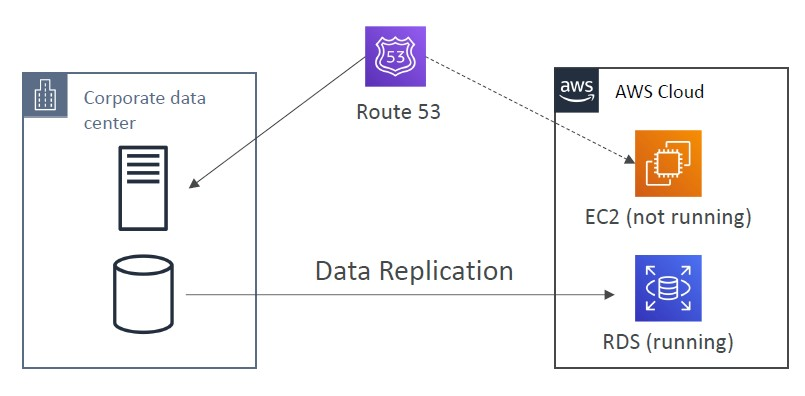 53
Route 53
Corporate data
center
aws
AWS Cloud
EC2 (not running)
Data Replication
RDS (running)